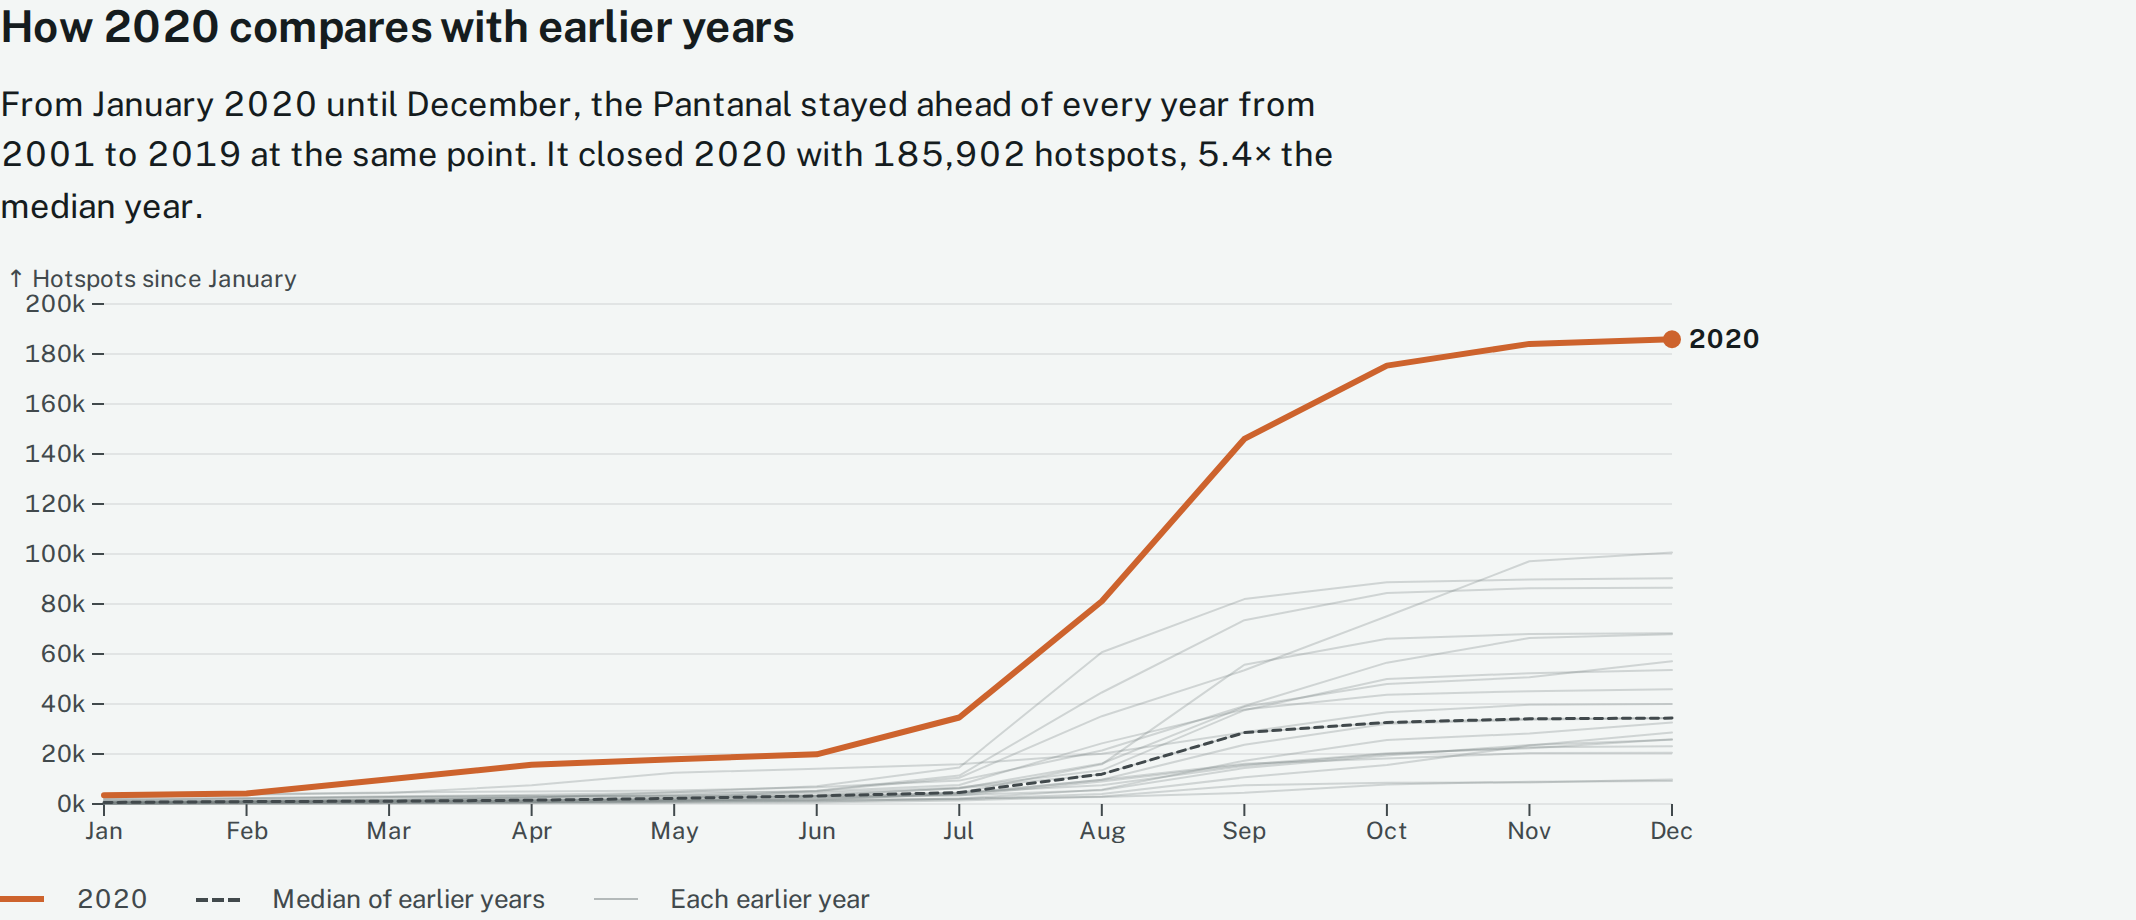 How 2020 compares with earlier years
From January 2020 until December, the Pantanal stayed ahead of every year from
2001 to 2019 at the same point. It closed 2020 with 185,902 hotspots, 5.4× the
median year.
↑ Hotspots since January
200k
180k
160k
140k
120k
100k
80k
60k
40k
20k
0k
2020
Jan Feb Mar Apr May Jun Jul Aug Sep Oct Nov Dec
2020 Median of earlier years Each earlier year